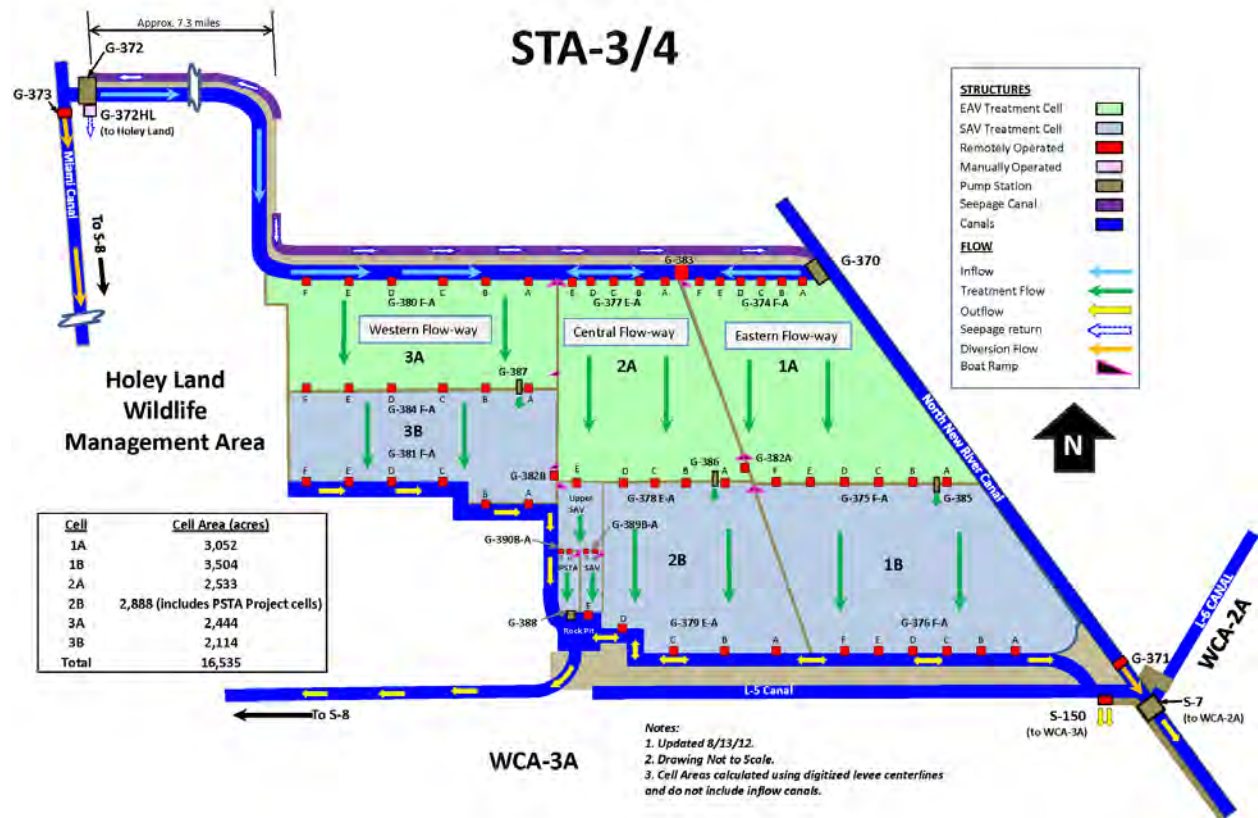 STA-3/4
Approx. 7.3 miles
G-372
G-373
G-372HL
(to Holey Land)
Miami Canal
To S-8
STRUCTURES
EAV Treatment Cell
SAV Treatment Cell
Remotely Operated
Manually Operated
Pump Station
Seepage Canal
Canals
FLOW
Inflow
Treatment Flow
Outflow
Seepage return
Diversion Flow
Boat Ramp
N
G-383
G-370
F E D C B A
E D C B A
F E D C B A
G-380 F-A
G-377 E-A
G-374 F-A
Western Flow-way
Central Flow-way
Eastern Flow-way
3A
2A
1A
North New River Canal
G-387
E D C B A
G-384 F-A
Holey Land
Wildlife
Management Area
3B
G-381 F-A
F E D C
B A
G-382B
G-386
G-382A
E D C B A
F E D C B A
G-378 E-A
G-375 F-A
G-385
Upper
SAV
G-389B-A
G-390B-A
PSTA
SAV
2B
1B
Cell Cell Area (acres)
1A 3,052
1B 3,504
2A 2,533
2B 2,888 (includes PSTA Project cells)
3A 2,444
3B 2,114
Total 16,535
G-388
E
D
Rock Pit
G-379 E-A
G-376 F-A
C B A
F E D C B A
L-6 CANAL
WCA-2A
G-371
L-5 Canal
S-7
(to WCA-2A)
S-150
(to WCA-3A)
To S-8
WCA-3A
Notes:
1. Updated 8/13/12.
2. Drawing Not to Scale.
3. Cell Areas calculated using digitized levee centerlines
and do not include inflow canals.